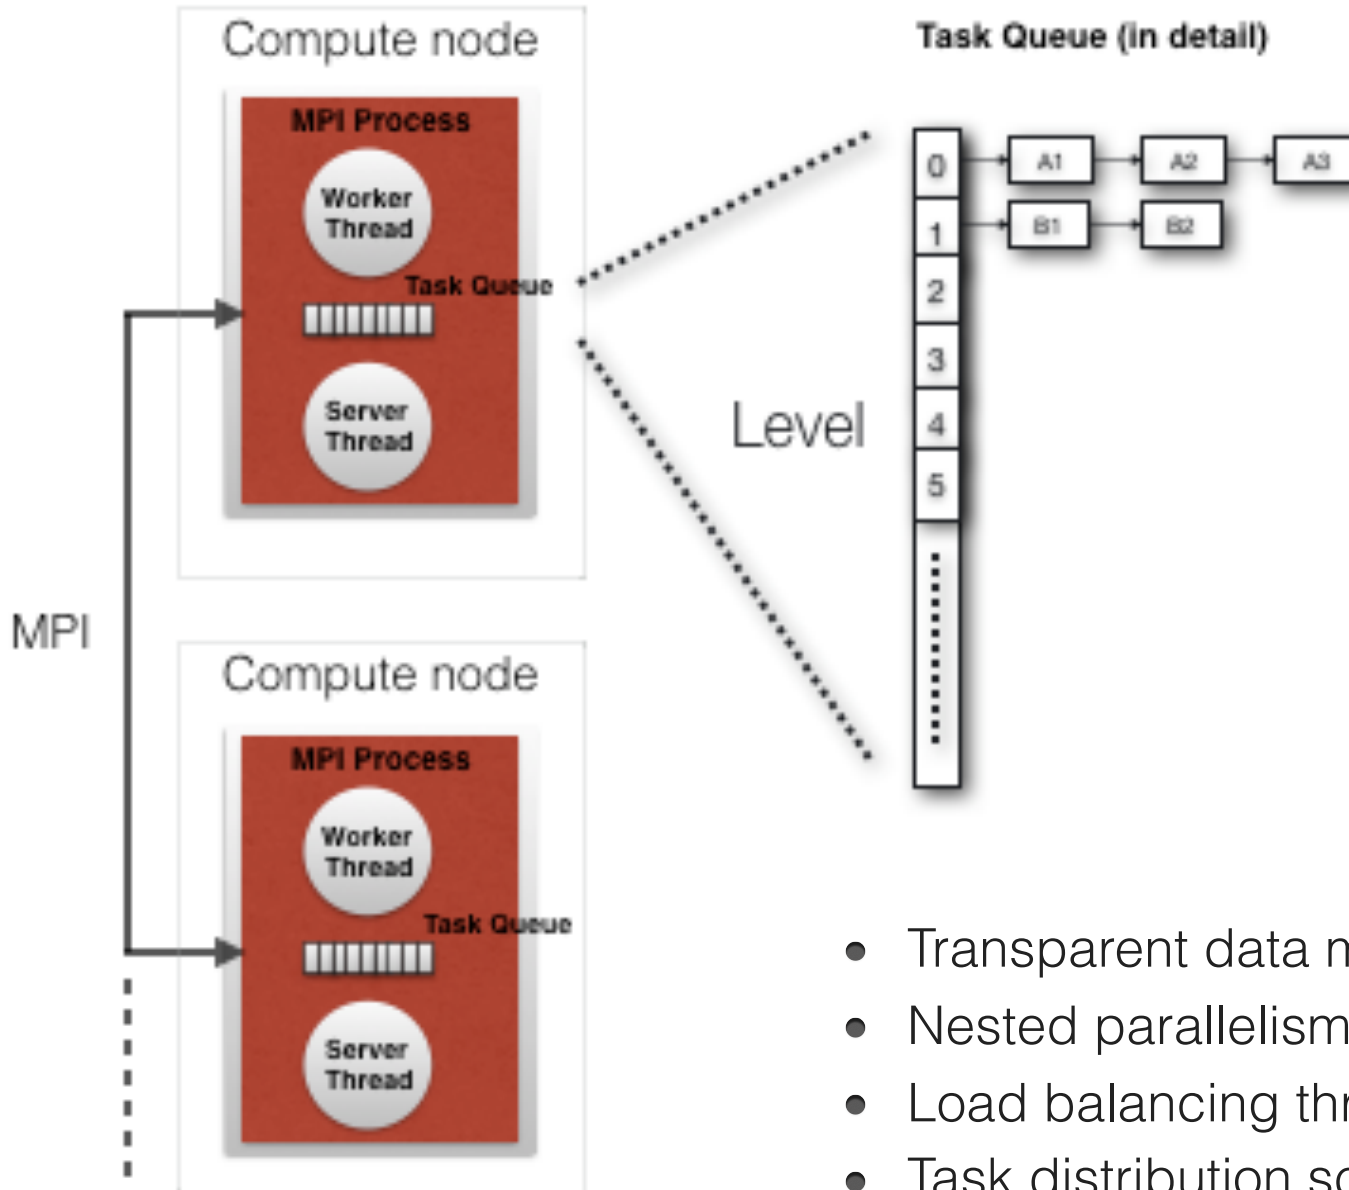 Compute node
MPI Process
Worker
Thread
Task Queue
Server
Thread
MPI
Compute node
MPI Process
Worker
Thread
Task Queue
Server
Thread
Task Queue (in detail)
Level
0 A1 A2 A3
1 B1 B2
2
3
4
5
• Transparent data
• Nested parallelism
• Load balancing
• Task distribution